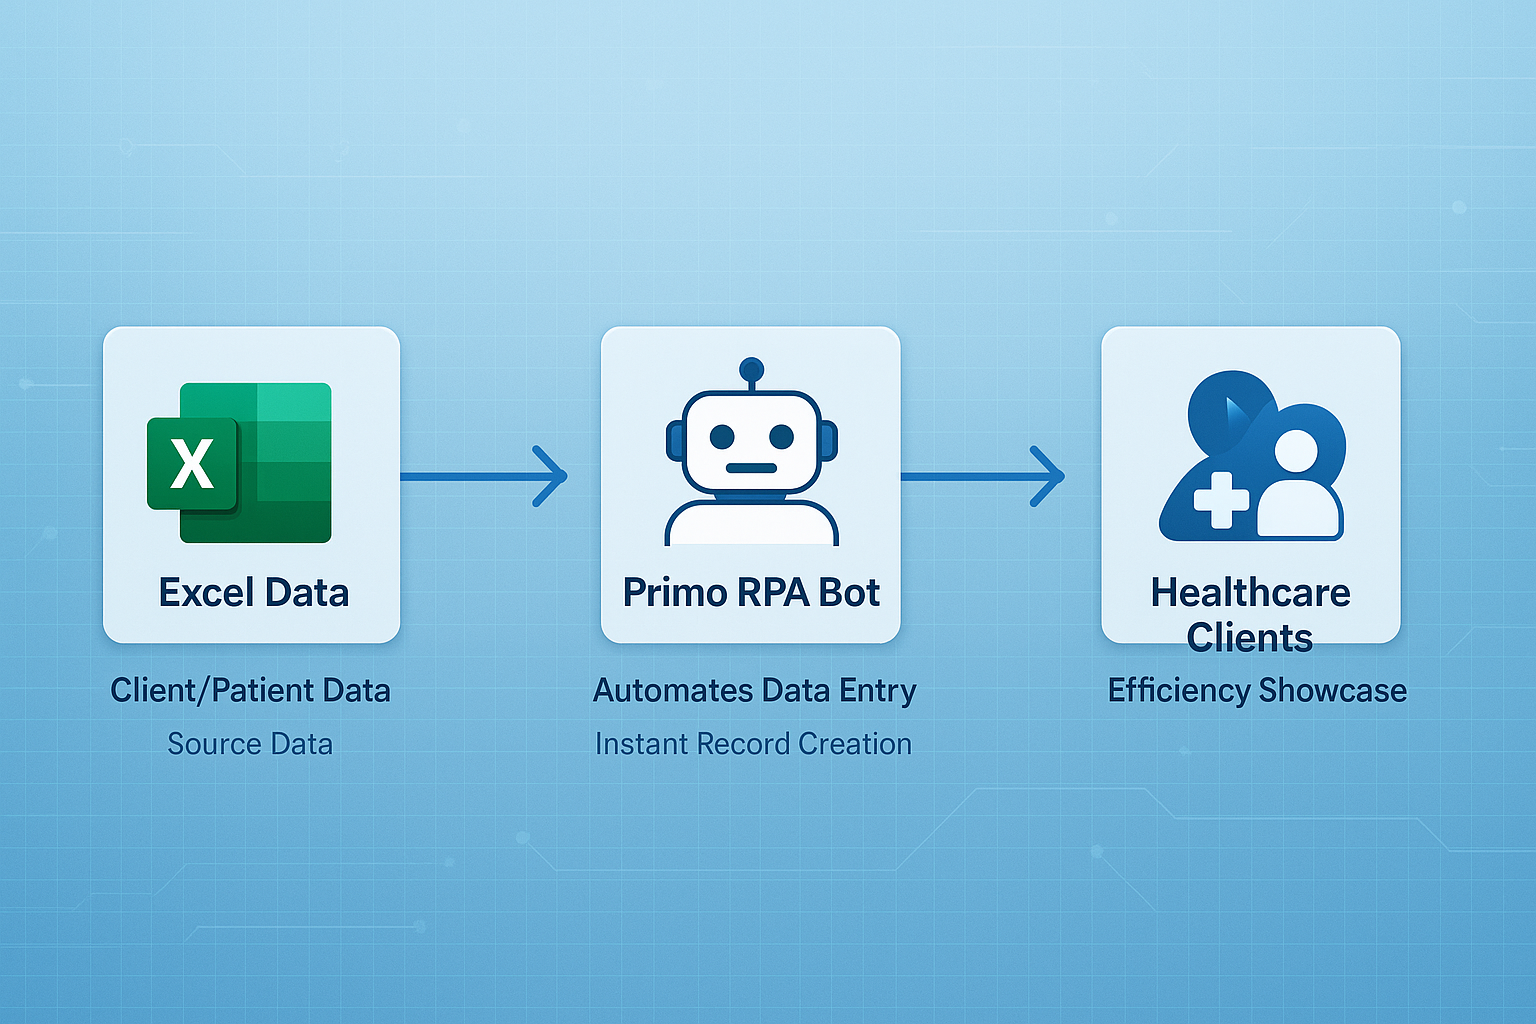 X
Excel Data
Client/Patient Data
Source Data
Primo RPA Bot
Automates Data Entry
Instant Record Creation
Healthcare
Clients
Efficiency Showcase